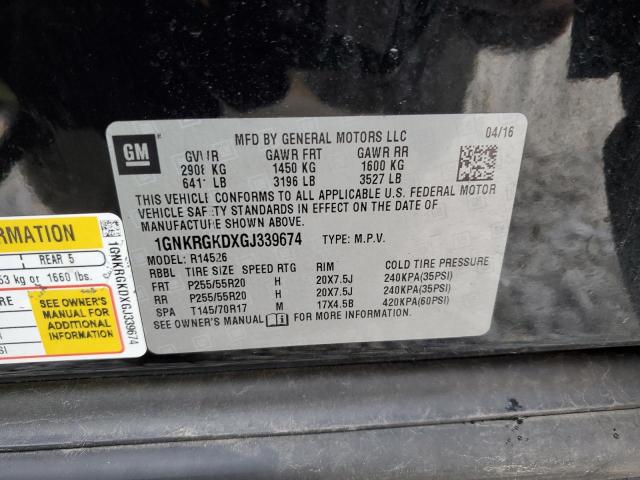 GM
MFD BY GENERAL MOTORS LLC 04/16
GVWR GAWR FRT GAWR RR
2908 KG 1450 KG 1600 KG
6411 LB 3196 LB 3527 LB
THIS VEHICLE CONFORMS TO ALL APPLICABLE U.S. FEDERAL MOTOR
VEHICLE SAFETY STANDARDS IN EFFECT ON THE DATE OF
MANUFACTURE SHOWN ABOVE.
1GNKRGKDXGJ339674 TYPE: M.P.V.
MODEL: R14526
RBBL TIRE SIZE SPEED RTG RIM COLD TIRE PRESSURE
FRT P255/55R20 H 20X7.5J 240KPA(35PSI)
RR P255/55R20 H 20X7.5J 240KPA(35PSI)
SPA T145/70R17 M 17X4.5B 420KPA(60PSI)
SEE OWNER'S MANUAL FOR MORE INFORMATION.
REAR 5
kg or 1660 lbs.
SEE OWNER'S
MANUAL FOR
ADDITIONAL
INFORMATION
1GNKRGKDXGJ339674